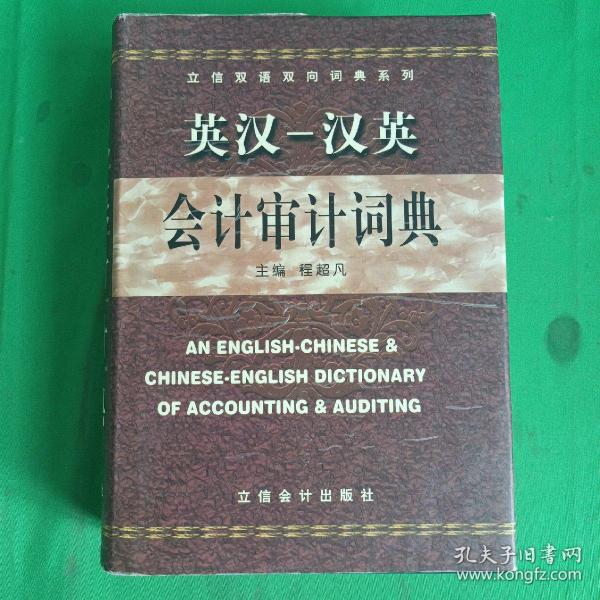 立信双语双向词典系列
英汉－汉英
会计审计词典
主编 程超凡
AN ENGLISH-CHINESE &
CHINESE-ENGLISH DICTIONARY
OF ACCOUNTING & AUDITING
立信会计出版社
孔夫子旧书网
www.kongfz.com